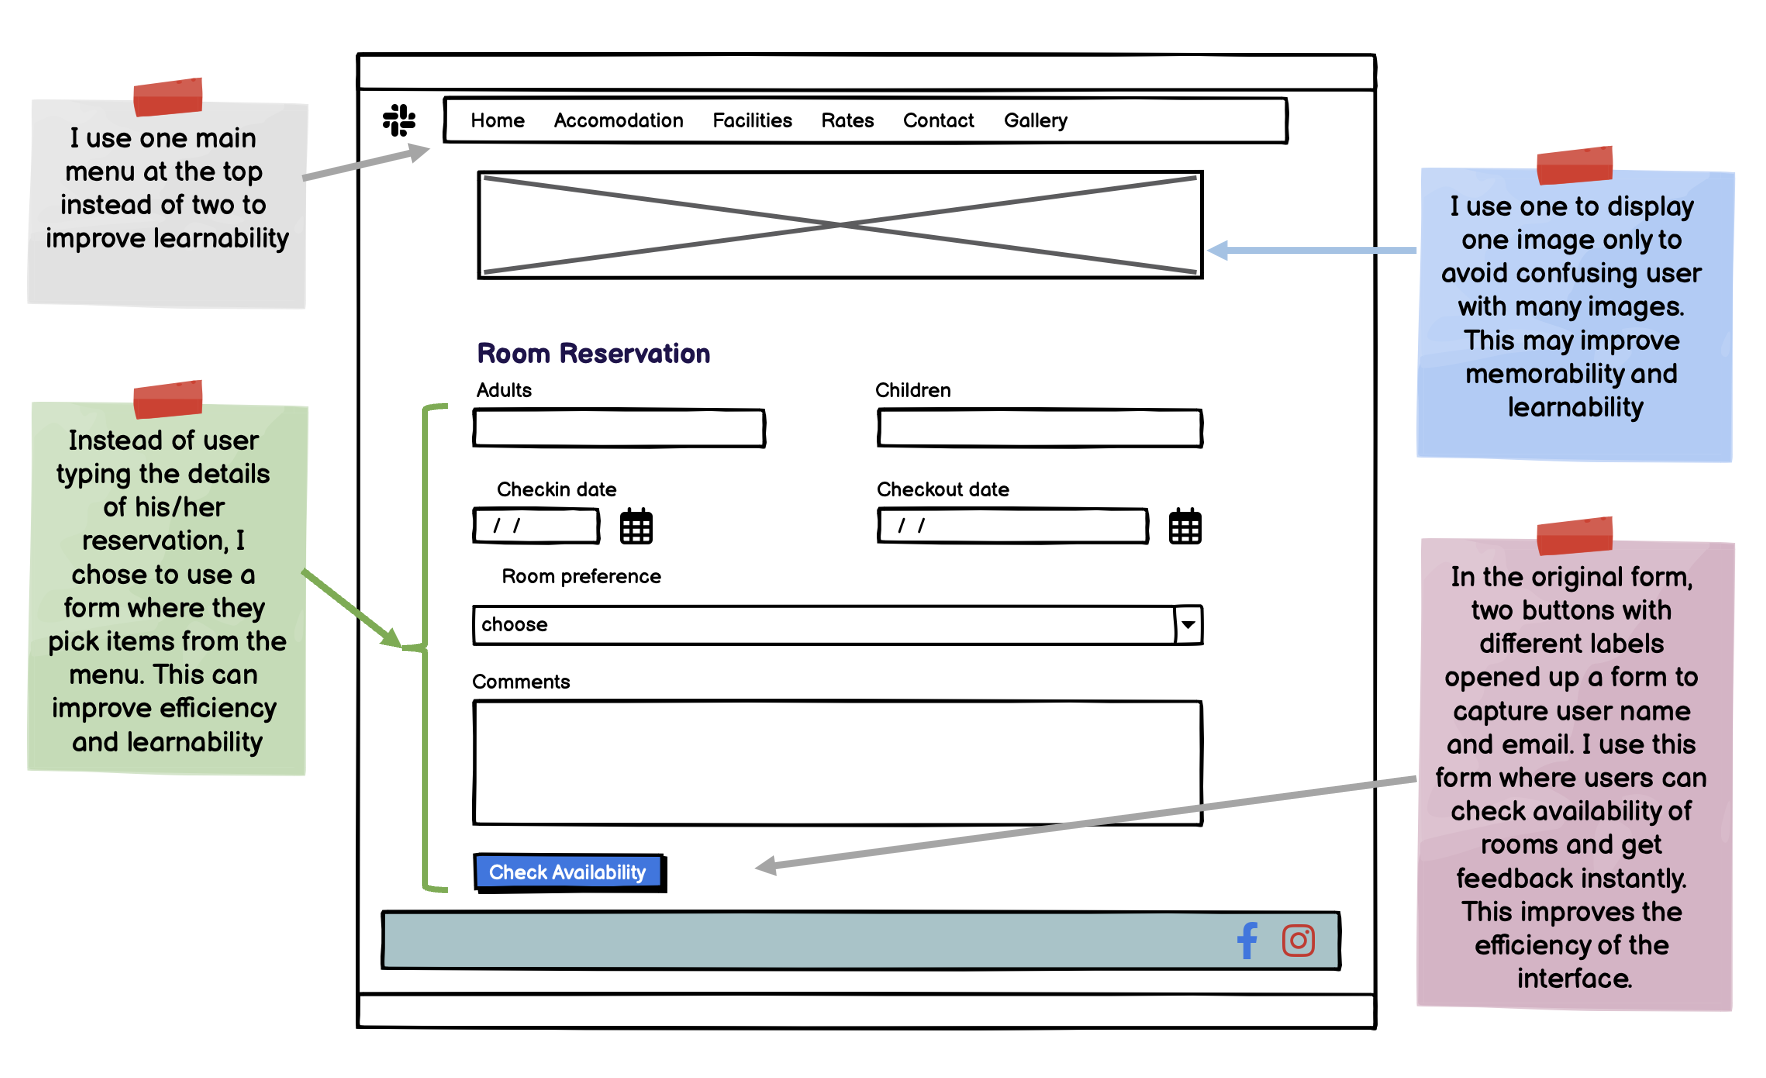 I use one main
menu at the top
instead of two to
improve learnability
Home Accomodation Facilities Rates Contact Gallery
I use one to display
one image only to
avoid confusing user
with many images.
This may improve
memorability and
learnability
Instead of user
typing the details
of his/her
reservation, I
chose to use a
form where they
pick items from the
menu. This can
improve efficiency
and learnability
Room Reservation
Adults Children
Checkin date Checkout date
/ / / /
Room preference
choose
Comments
Check Availability
In the original form,
two buttons with
different labels
opened up a form to
capture user name
and email. I use this
form where users can
check availability of
rooms and get
feedback instantly.
This improves the
efficiency of the
interface.